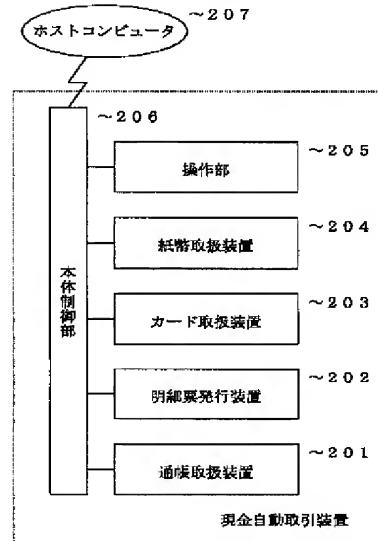 ホストコンピュータ
~207
~206
本体制御部
操作部
~205
紙幣取扱装置
~204
カード取扱装置
~203
明細票発行装置
~202
通帳取扱装置
~201
現金自動取引装置